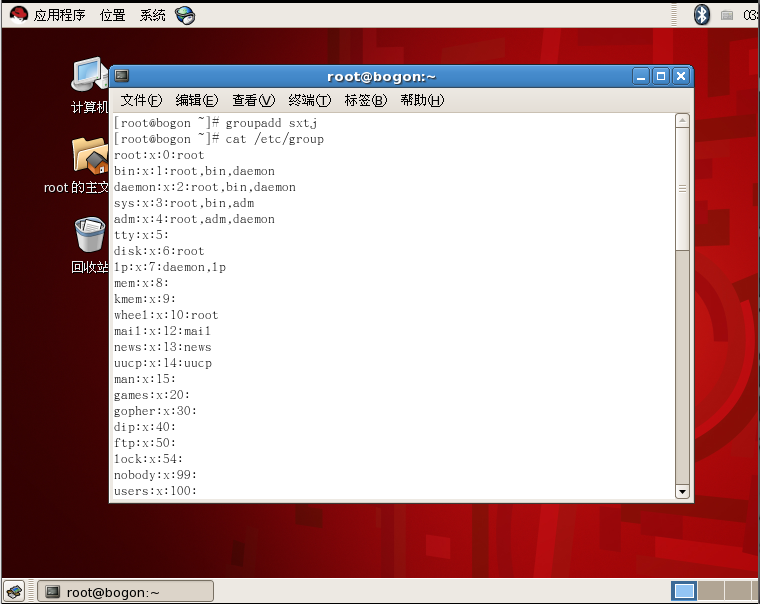 应用程序 位置 系统 03
计算机
root 的主文
回收站
root@bogon:~
文件(F) 编辑(E) 查看(V) 终端(T) 标签(B) 帮助(H)
[root@bogon ~]# groupadd sxtj
[root@bogon ~]# cat /etc/group
root:x:0:root
bin:x:1:root,bin,daemon
daemon:x:2:root,bin,daemon
sys:x:3:root,bin,adm
adm:x:4:root,adm,daemon
tty:x:5:
disk:x:6:root
lp:x:7:daemon,lp
mem:x:8:
kmem:x:9:
wheel:x:10:root
mail:x:12:mail
news:x:13:news
uucp:x:14:uucp
man:x:15:
games:x:20:
gopher:x:30:
dip:x:40:
ftp:x:50:
lock:x:54:
nobody:x:99:
users:x:100:
root@bogon:~